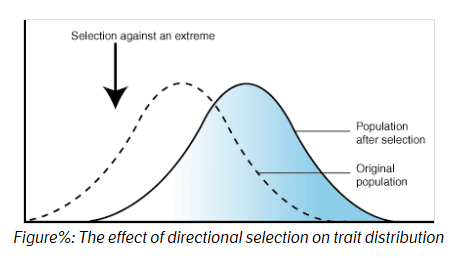 Selection against an extreme
Population
after selection
Original
population
Figure%: The effect of directional selection on trait distribution